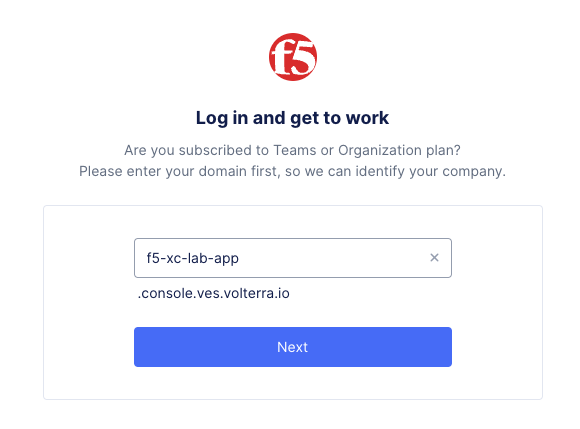 f5
Log in and get to work
Are you subscribed to Teams or Organization plan?
Please enter your domain first, so we can identify your company.
f5-xc-lab-app
.console.ves.volterra.io
Next